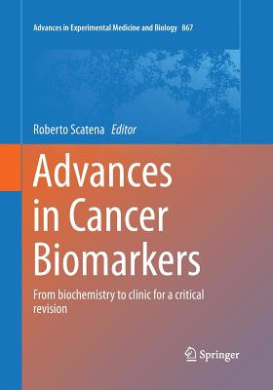 Advances in Experimental Medicine and Biology 867
Roberto Scatena Editor
Advances
in Cancer
Biomarkers
From biochemistry to clinic for a critical
revision
Springer